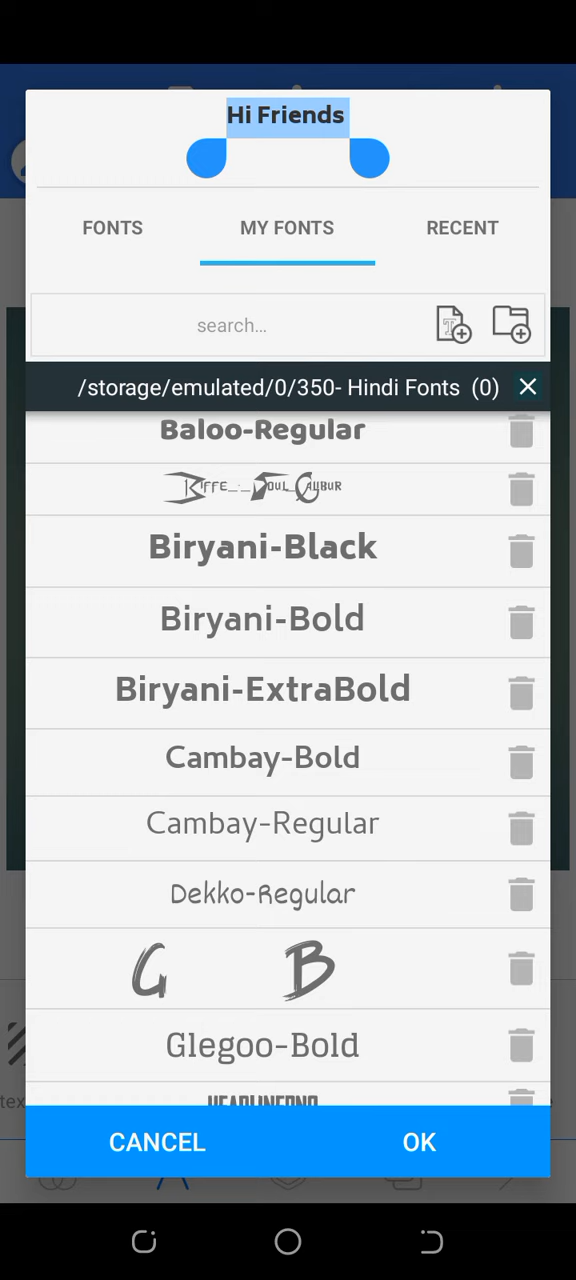 Hi Friends
FONTS
MY FONTS
RECENT
search...
/storage/emulated/0/350- Hindi Fonts (0)
Baloo-Regular
Biryani-Black
Biryani-Bold
Biryani-ExtraBold
Cambay-Bold
Cambay-Regular
Dekko-Regular
G B
Glegoo-Bold
CANCEL
OK